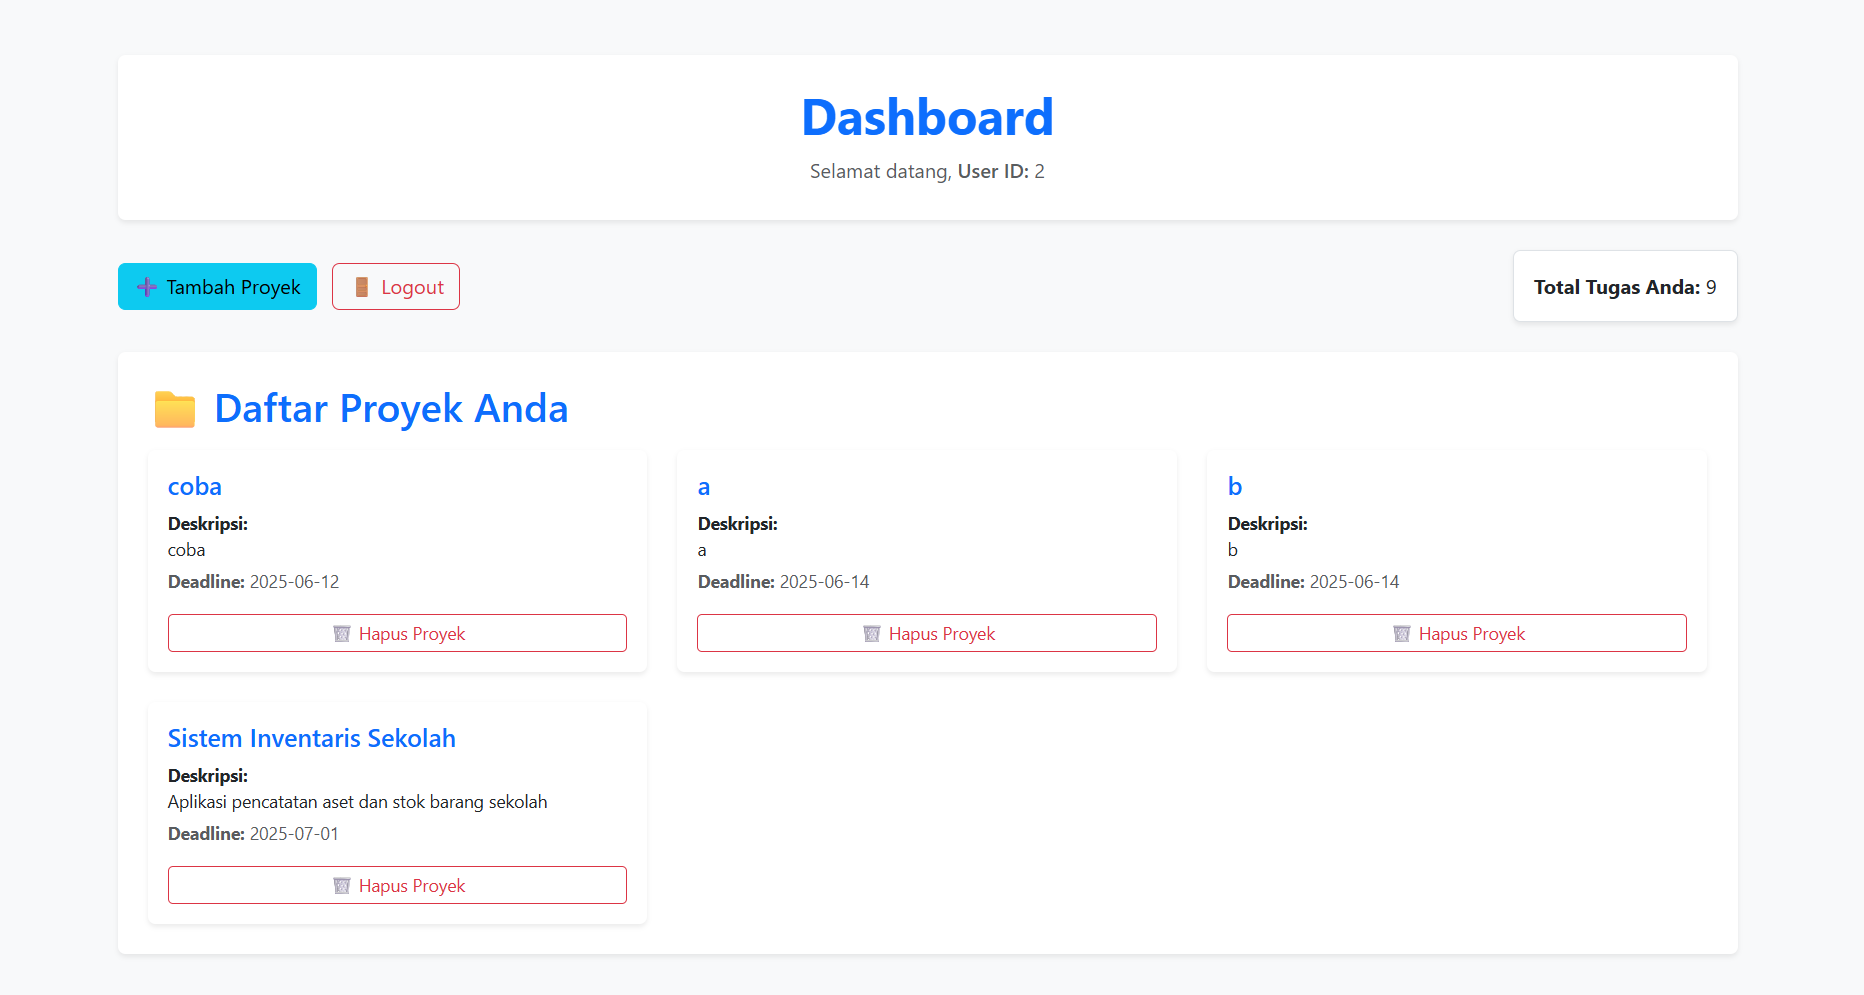 Dashboard
Selamat datang, User ID: 2
Tambah Proyek
Logout
Total Tugas Anda: 9
Daftar Proyek Anda
coba
Deskripsi:
coba
Deadline: 2025-06-12
Hapus Proyek
a
Deskripsi:
a
Deadline: 2025-06-14
Hapus Proyek
b
Deskripsi:
b
Deadline: 2025-06-14
Hapus Proyek
Sistem Inventaris Sekolah
Deskripsi:
Aplikasi pencatatan aset dan stok barang sekolah
Deadline: 2025-07-01
Hapus Proyek